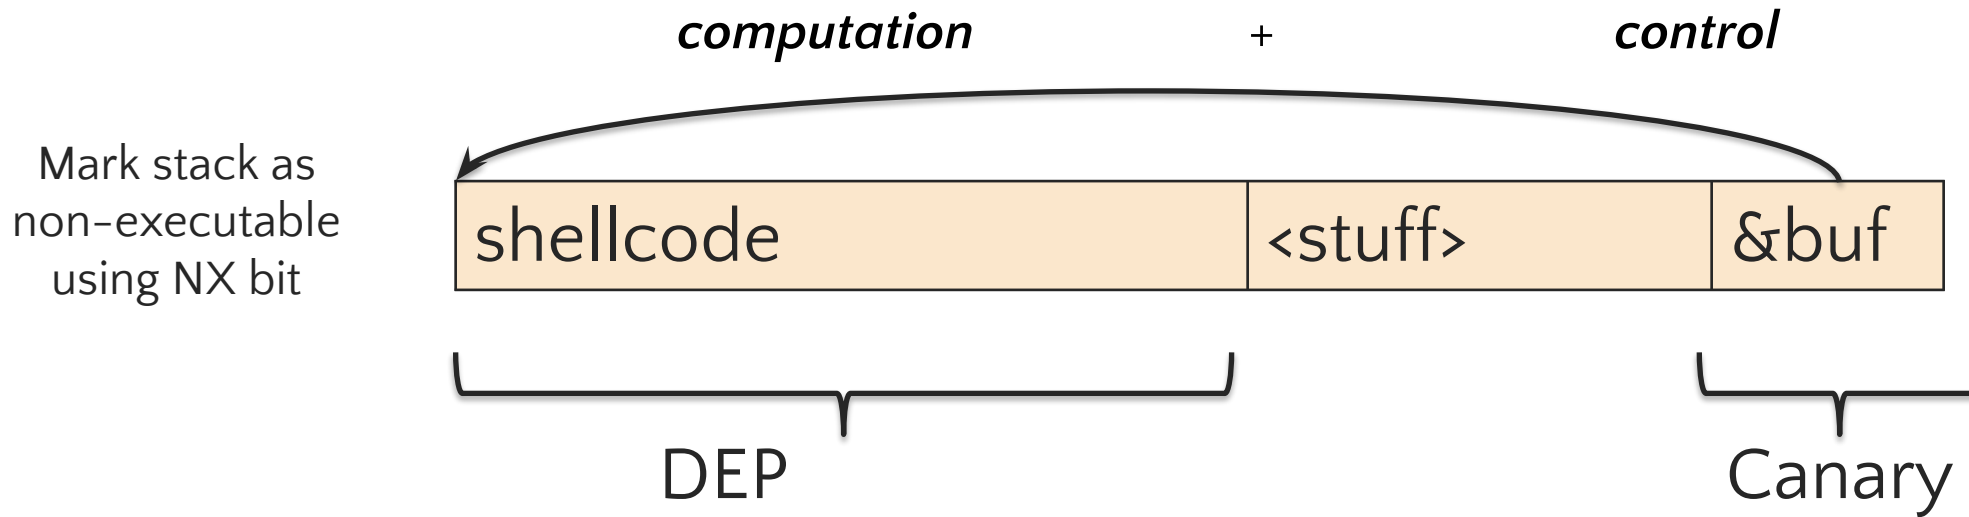 computation + control
Mark stack as
non-executable
using NX bit
shellcode <stuff> &buf
DEP Canary